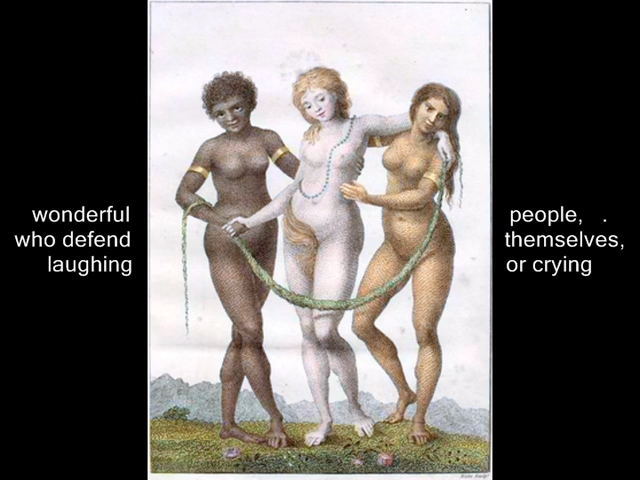 wonderful people, .
who defend themselves,
laughing or crying